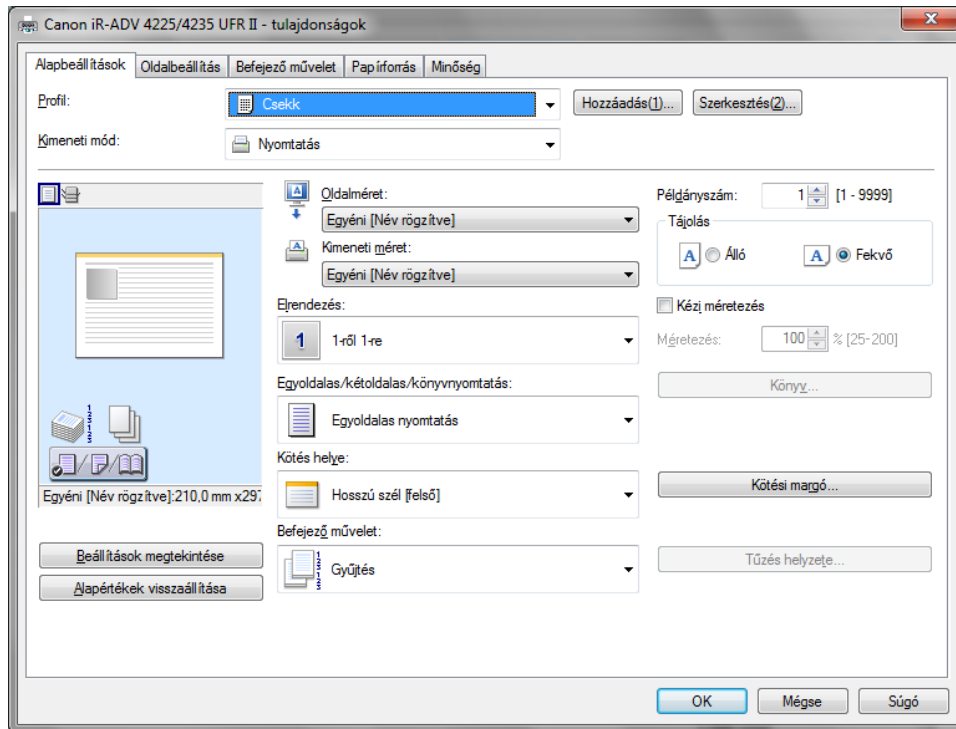 Canon iR-ADV 4225/4235 UFR II - tulajdonságok
Alapbeállítások Oldalbeállítás Befejező művelet Papírforrás Minőség
Profil: Csekk Hozzáadás(1)... Szerkesztés(2)...
Kimeneti mód: Nyomtatás
Oldalméret:
Egyéni [Név rögzítve]
Kimeneti méret:
Egyéni [Név rögzítve]
Példányszám: 1 [1 - 9999]
Tájolás
A Álló A Fekvő
Elrendezés:
1 1-ről 1-re
Kézi méretezés
Méretezés: 100 % [25-200]
Egyoldalas/kétoldalas/könyvnyomtatás:
Egyoldalas nyomtatás
Könyv...
Kötés helye:
Hosszú szél [felső]
Kötési margó...
Egyéni [Név rögzítve]:210,0 mm x297
Befejező művelet:
Gyűjtés
Tűzés helyzete...
Beállítások megtekintése
Alapértékek visszaállítása
OK Mégse Súgó